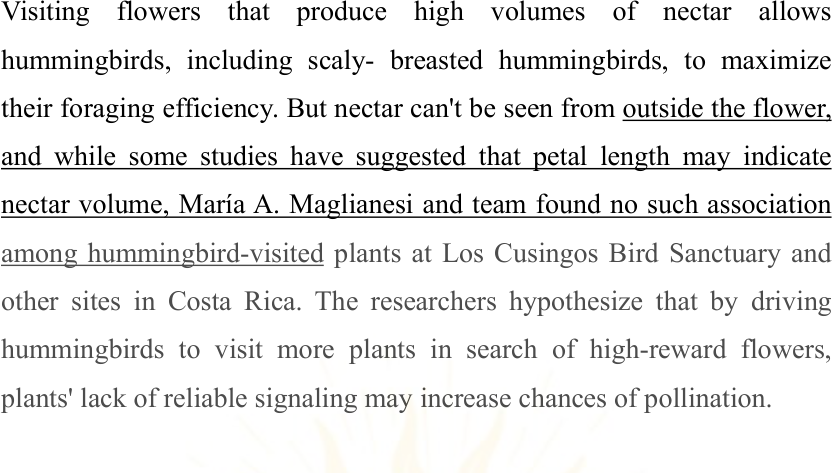 Visiting flowers that produce high volumes of nectar allows
hummingbirds, including scaly- breasted hummingbirds, to maximize
their foraging efficiency. But nectar can't be seen from outside the flower,
and while some studies have suggested that petal length may indicate
nectar volume, María A. Maglianesi and team found no such association
among hummingbird-visited plants at Los Cusingos Bird Sanctuary and
other sites in Costa Rica. The researchers hypothesize that by driving
hummingbirds to visit more plants in search of high-reward flowers,
plants' lack of reliable signaling may increase chances of pollination.